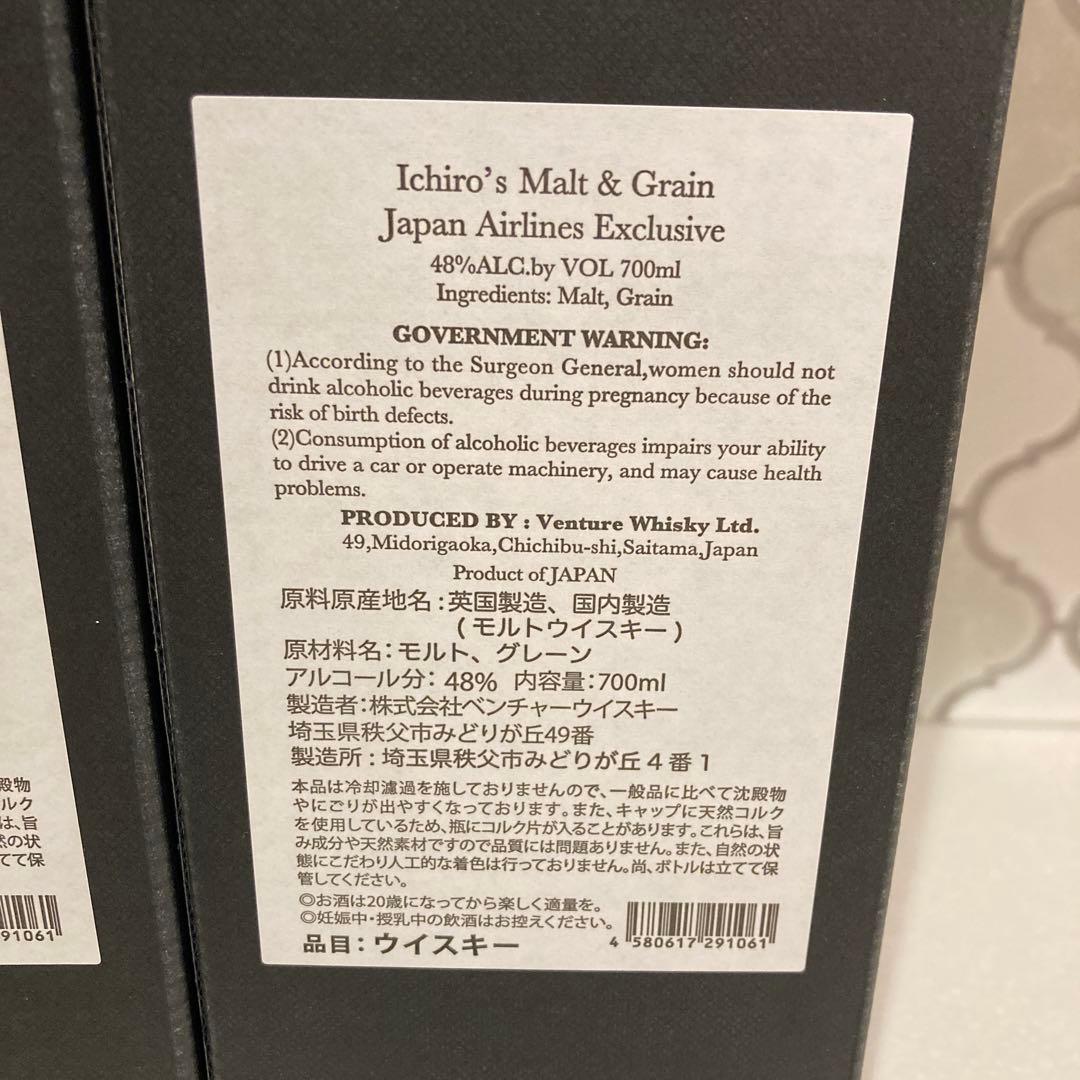 Ichiro's Malt & Grain
Japan Airlines Exclusive
48%ALC.by VOL 700ml
Ingredients: Malt, Grain
GOVERNMENT WARNING:
(1)According to the Surgeon General,women should not
drink alcoholic beverages during pregnancy because of the
risk of birth defects.
(2)Consumption of alcoholic beverages impairs your ability
to drive a car or operate machinery, and may cause health
problems.
PRODUCED BY : Venture Whisky Ltd.
49,Midorigaoka,Chichibu-shi,Saitama,Japan
Product of JAPAN
原料原産地名:英国製造、国内製造
(モルトウイスキー)
原材料名:モルト、グレーン
アルコール分:48% 内容量:700ml
製造者:株式会社ベンチャーウイスキー
埼玉県秩父市みどりが丘49番
製造所:埼玉県秩父市みどりが丘4番1
本品は冷却濾過を施しておりませんので、一般品に比べて沈殿物
やにごりが出やすくなっております。また、キャップに天然コルク
を使用しているため、瓶にコルク片が入ることがあります。これらは、旨
み成分や天然素材ですので品質には問題ありません。また、自然の状
態にこだわり人工的な着色は行っておりません。尚、ボトルは立てて保
管してください。
◎お酒は20歳になってから楽しく適量を。
◎妊娠中・授乳中の飲酒はお控えください。
品目:ウイスキー
4 580617 291061
殿物
ルク
は、旨
然の状
てて保
91061